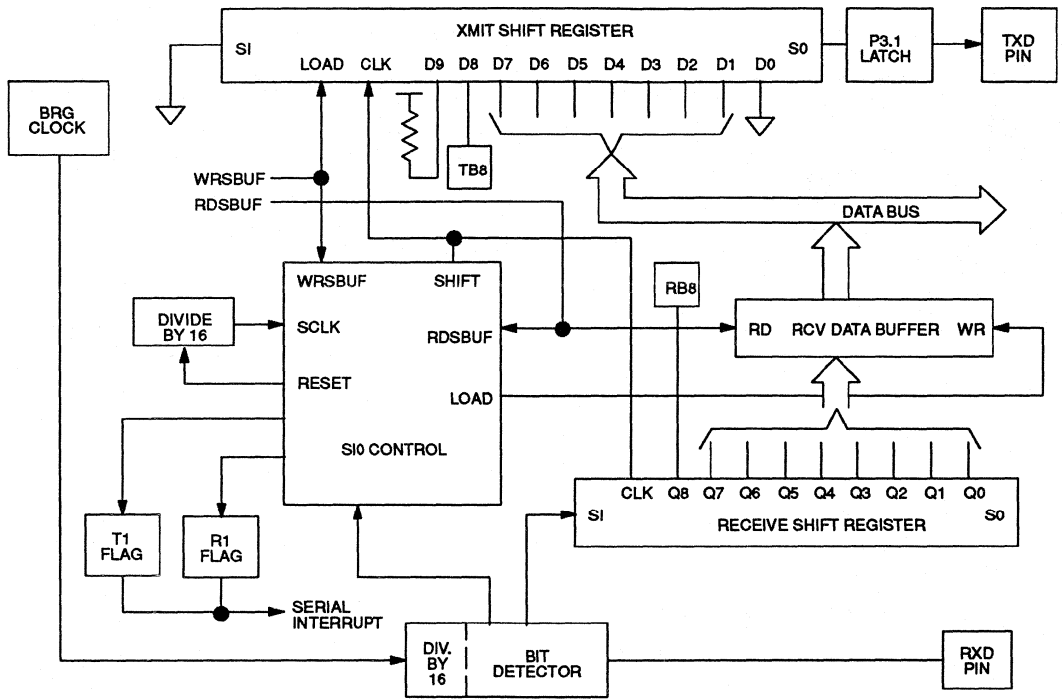 XMIT SHIFT REGISTER
SI
S0
LOAD CLK D9 D8 D7 D6 D5 D4 D3 D2 D1 D0
P3.1
LATCH
TXD
PIN
BRG
CLOCK
TB8
WRSBUF
RDSBUF
DATA BUS
WRSBUF
SHIFT
RB8
DIVIDE
BY 16
SCLK
RDSBUF
RD RCV DATA BUFFER WR
RESET
LOAD
SI0 CONTROL
CLK Q8 Q7 Q6 Q5 Q4 Q3 Q2 Q1 Q0
SI
S0
RECEIVE SHIFT REGISTER
T1
FLAG
R1
FLAG
SERIAL
INTERRUPT
DIV.
BY
16
BIT
DETECTOR
RXD
PIN